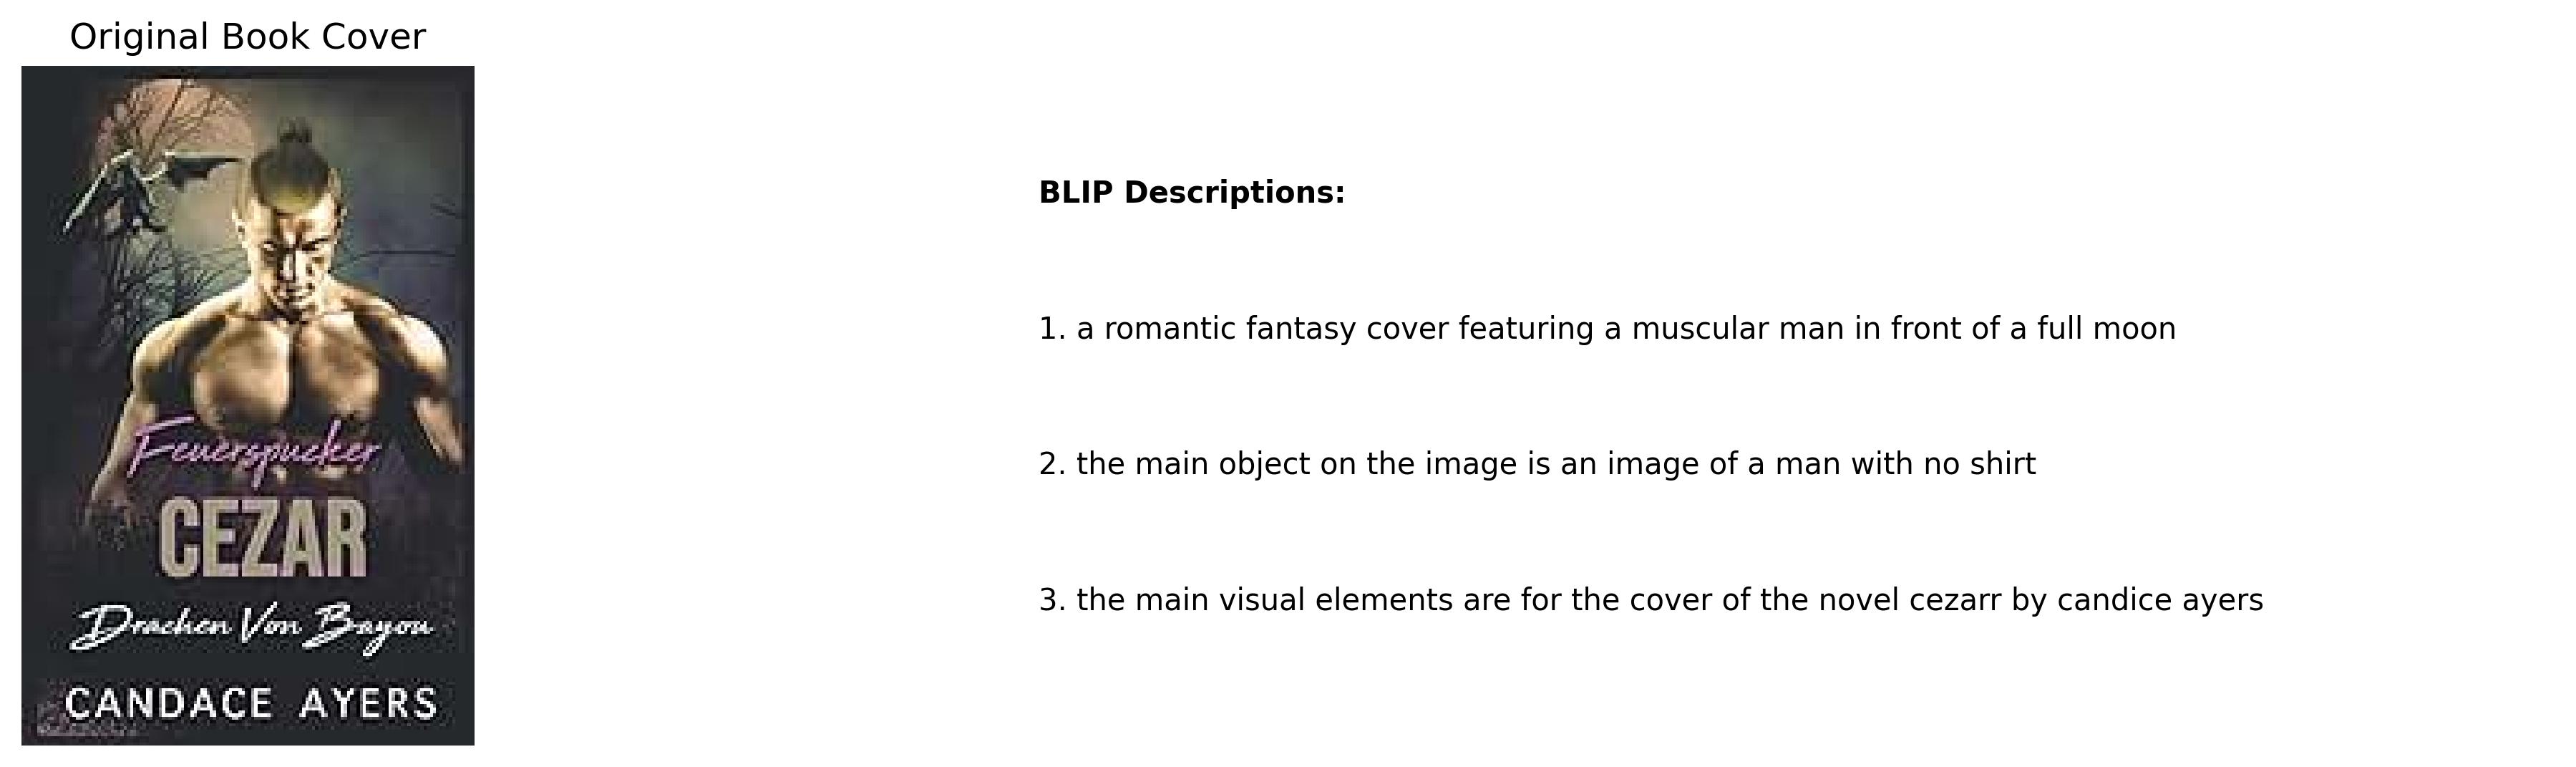 Original Book Cover
Feuerspucker
CEZAR
Drachen Von Bayou
CANDACE AYERS
BLIP Descriptions:
1. a romantic fantasy cover featuring a muscular man in front of a full moon
2. the main object on the image is an image of a man with no shirt
3. the main visual elements are for the cover of the novel cezarr by candice ayers